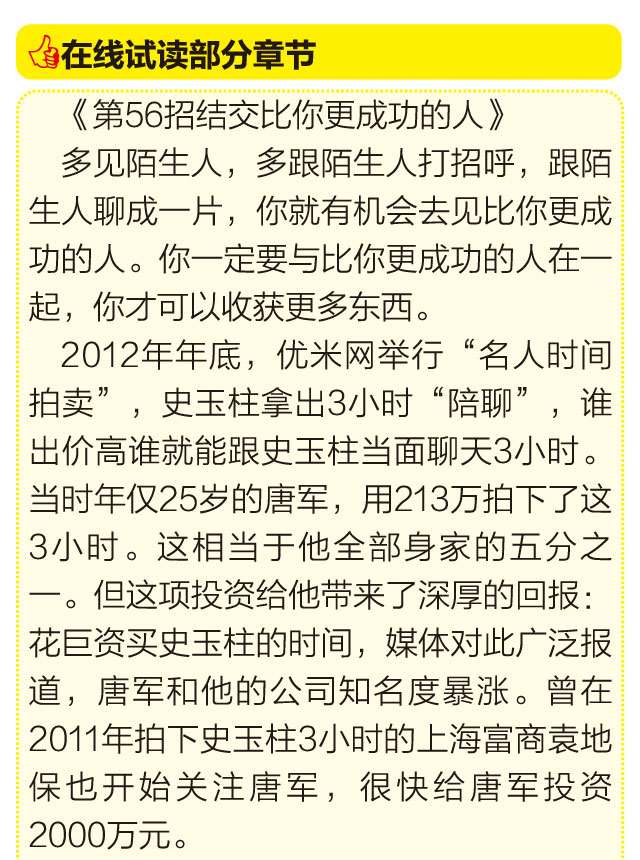 在线试读部分章节
《第56招结交比你更成功的人》
多见陌生人，多跟陌生人打招呼，跟陌
生人聊成一片，你就有机会去见比你更成
功的人。你一定要与比你更成功的人在一
起，你才可以收获更多东西。
2012年年底，优米网举行“名人时间
拍卖”，史玉柱拿出3小时“陪聊”，谁
出价高谁就能跟史玉柱当面聊天3小时。
当时年仅25岁的唐军，用213万拍下了这
3小时。这相当于他全部身家的五分之
一。但这项投资给他带来了深厚的回报：
花巨资买史玉柱的时间，媒体对此广泛报
道，唐军和他的公司知名度暴涨。曾在
2011年拍下史玉柱3小时的上海富商袁地
保也开始关注唐军，很快给唐军投资
2000万元。